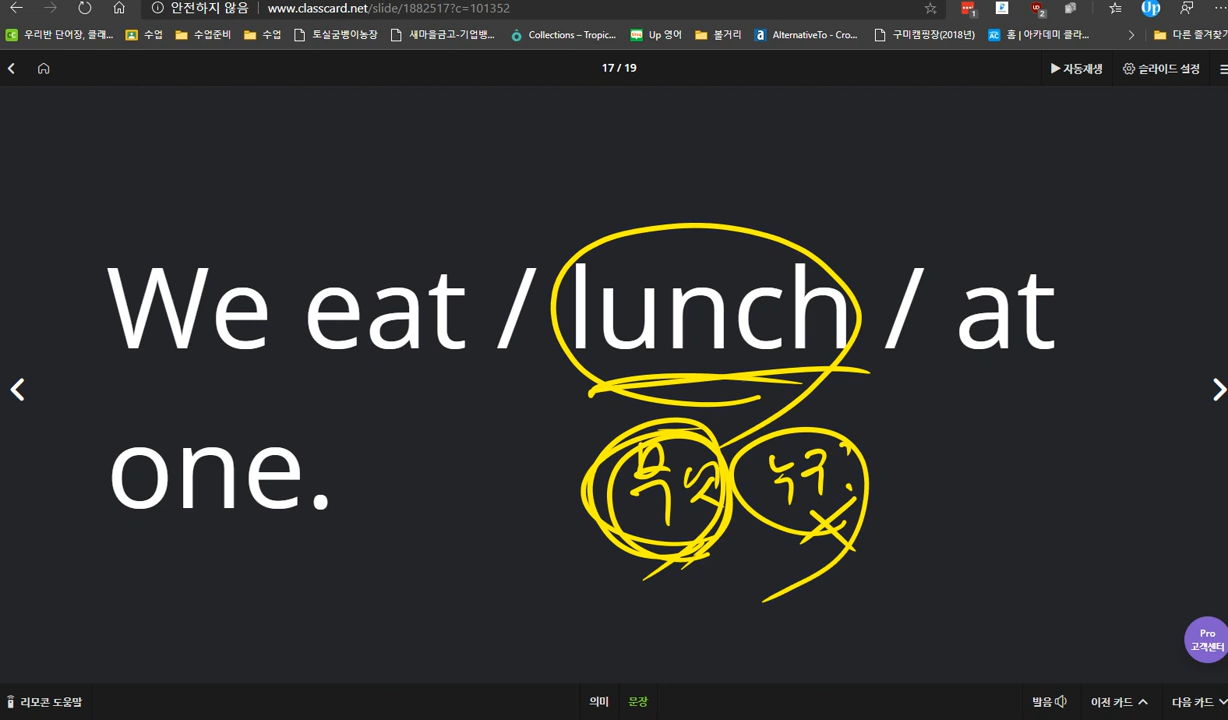 안전하지 않음 www.classcard.net/slide/1882517?c=101352
우리반 단어장, 클래... 수업 수업준비 수업 토실굼벵이농장 새마을금고-기업뱅... Collections – Tropic... Up 영어 볼거리 AlternativeTo - Cro... 구미캠핑장(2018년) 홈 | 아카데미 클라... 다른 즐겨찾기
17 / 19 자동재생 슬라이드 설정
We eat / lunch / at
one.
무엇 누구?
Pro
고객센터
리모콘 도움말 의미 문장 발음 이전 카드 다음 카드